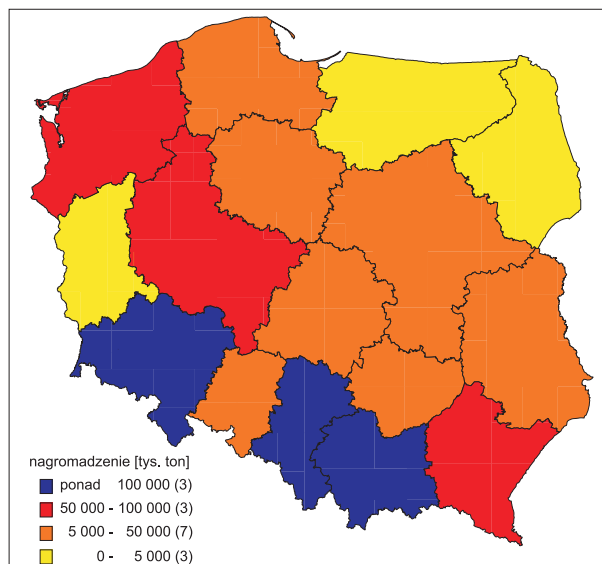 nagromadzenie [tys. ton]
ponad 100 000 (3)
50 000 - 100 000 (3)
5 000 - 50 000 (7)
0 - 5 000 (3)